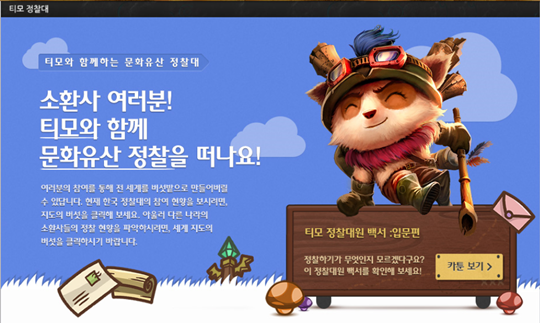 티모 정찰대
티모와 함께하는 문화유산 정찰대
소환사 여러분!
티모와 함께
문화유산 정찰을 떠나요!
여러분의 참여를 통해 전 세계를 버섯밭으로 만들어버릴
수 있답니다. 현재 한국 정찰대의 참여 현황을 보시려면,
지도의 버섯을 클릭해 보세요. 아울러 다른 나라의
소환사들의 정찰 현황을 파악하시려면, 세계 지도의
버섯을 클릭하시기 바랍니다.
티모 정찰대원 백서 :입문편
정찰하기가 무엇인지 모르겠다구요?
이 정찰대원 백서를 확인해 보세요!
카툰 보기 >